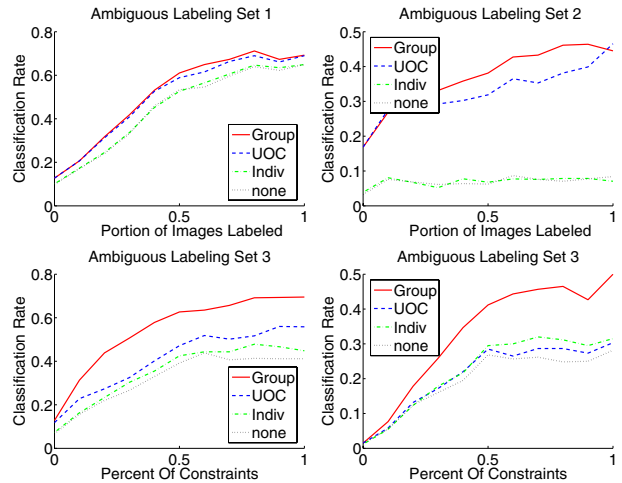 Ambiguous Labeling Set 1
Classification Rate
0.8
0.6
0.4
0.2
0
0
0.5
1
Portion of Images Labeled
Group
UOC
Indiv
none
Ambiguous Labeling Set 2
Classification Rate
0.5
0.4
0.3
0.2
0.1
0
0
0.5
1
Portion of Images Labeled
Group
UOC
Indiv
none
Ambiguous Labeling Set 3
Classification Rate
0.8
0.6
0.4
0.2
0
0
0.5
1
Percent Of Constraints
Group
UOC
Indiv
none
Ambiguous Labeling Set 3
Classification Rate
0.5
0.4
0.3
0.2
0.1
0
0
0.5
1
Percent Of Constraints
Group
UOC
Indiv
none